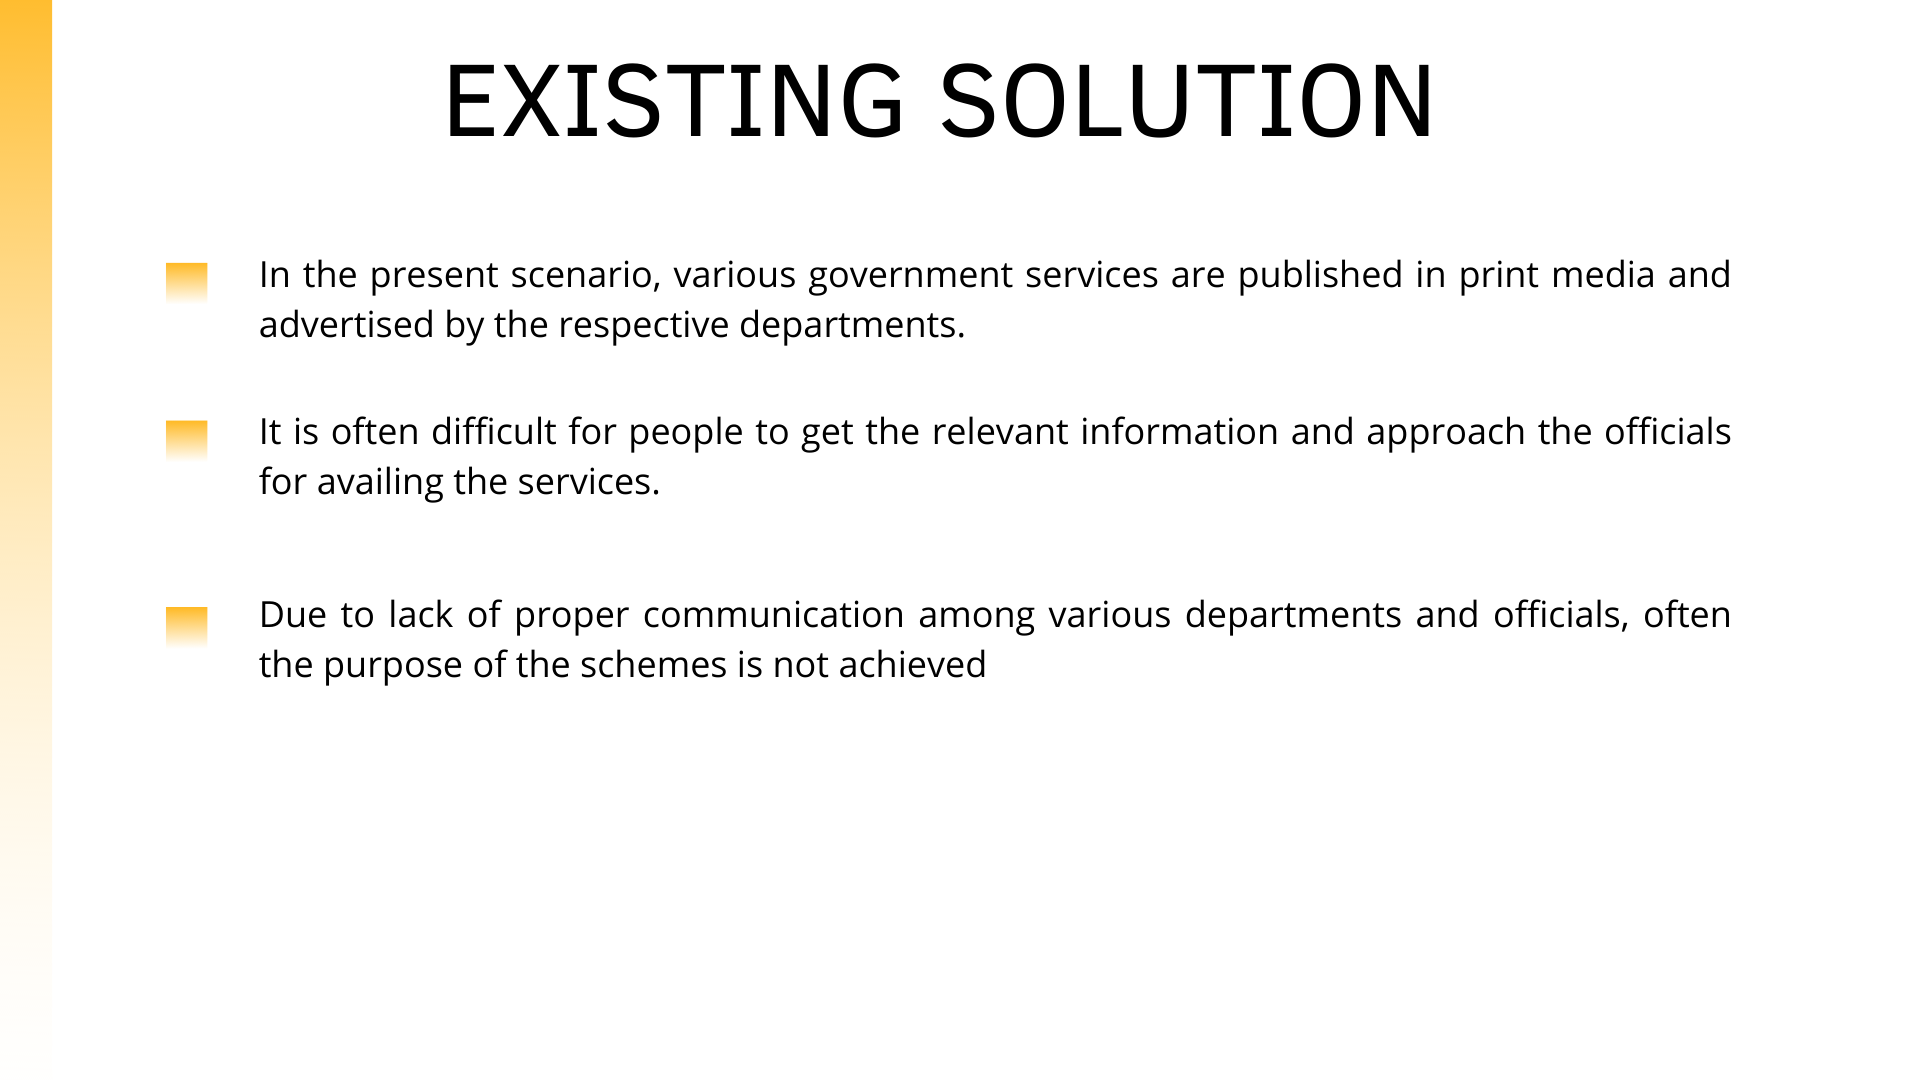 EXISTING SOLUTION
In the present scenario, various government services are published in print media and
advertised by the respective departments.
It is often difficult for people to get the relevant information and approach the officials
for availing the services.
Due to lack of proper communication among various departments and officials, often
the purpose of the schemes is not achieved